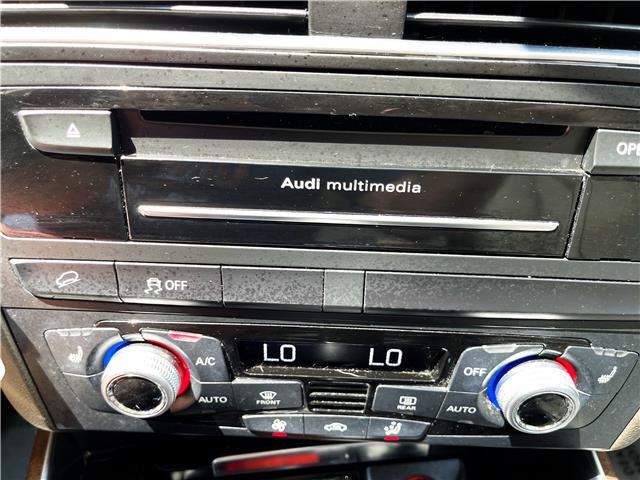 OPE
Audi multimedia
OFF
LO LO
A/C
OFF
AUTO
FRONT
REAR
AUTO